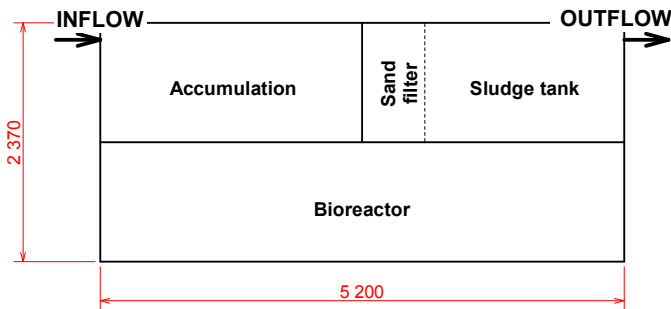 INFLOW
OUTFLOW
Accumulation
Sand
filter
Sludge tank
2 370
Bioreactor
5 200